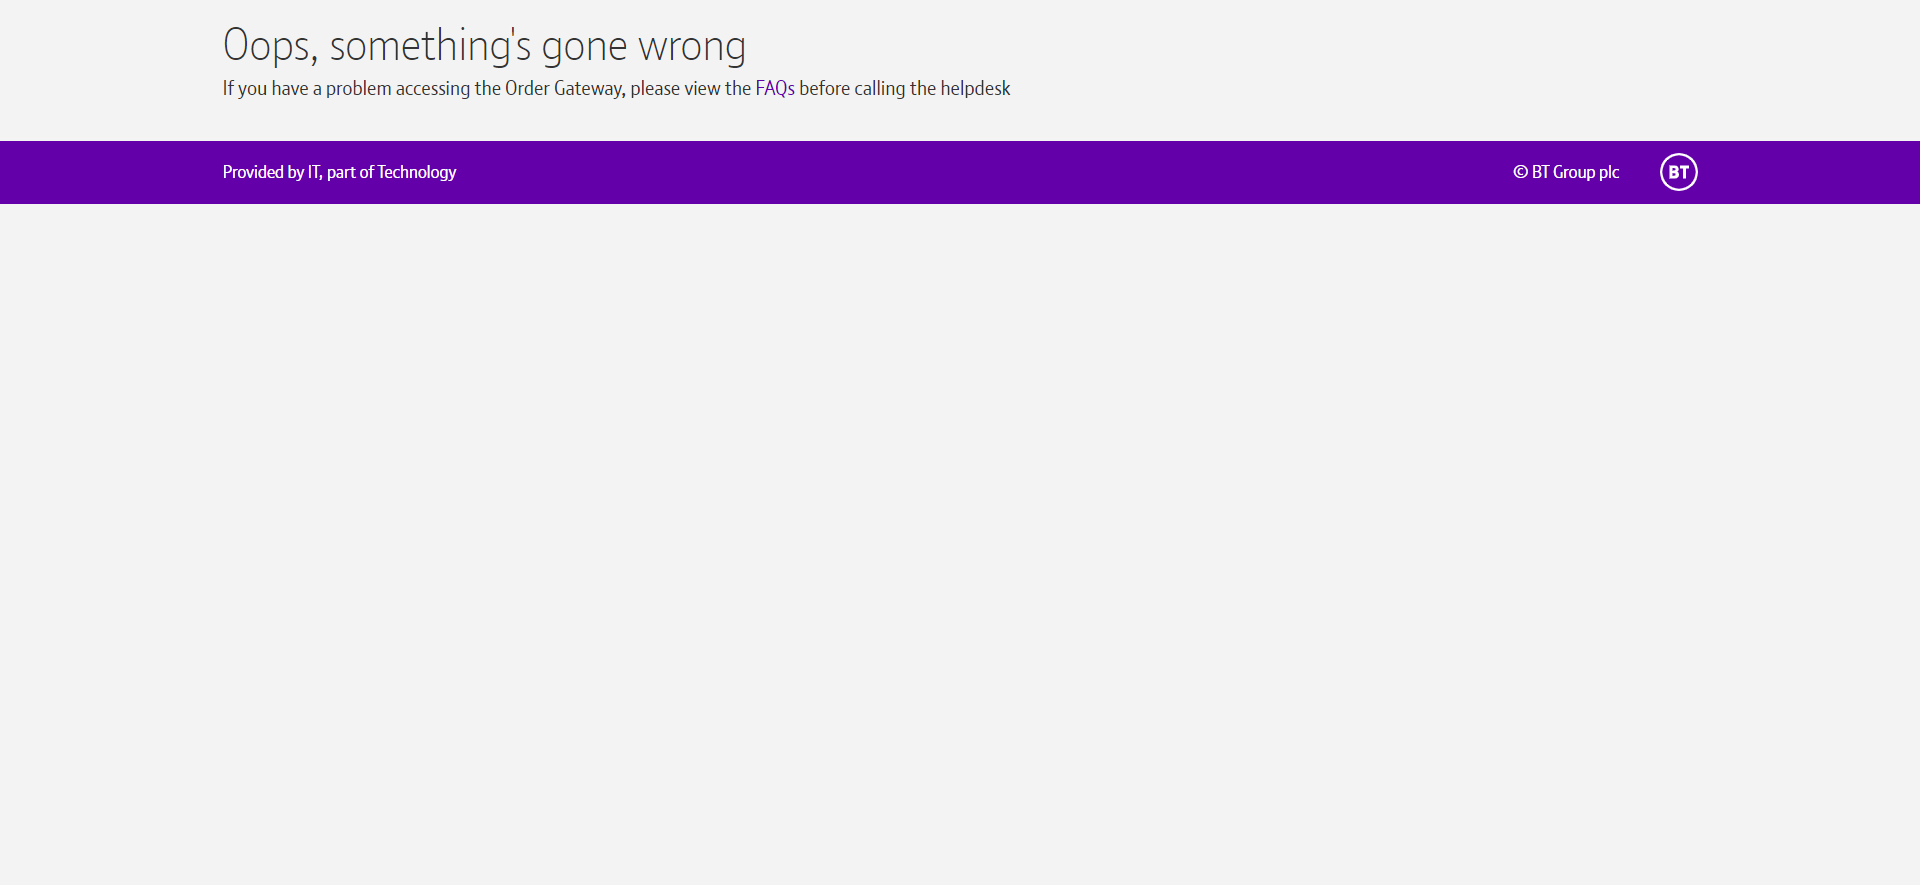 Oops, something's gone wrong
If you have a problem accessing the Order Gateway, please view the FAQs before calling the helpdesk
Provided by IT, part of Technology
© BT Group plc
BT